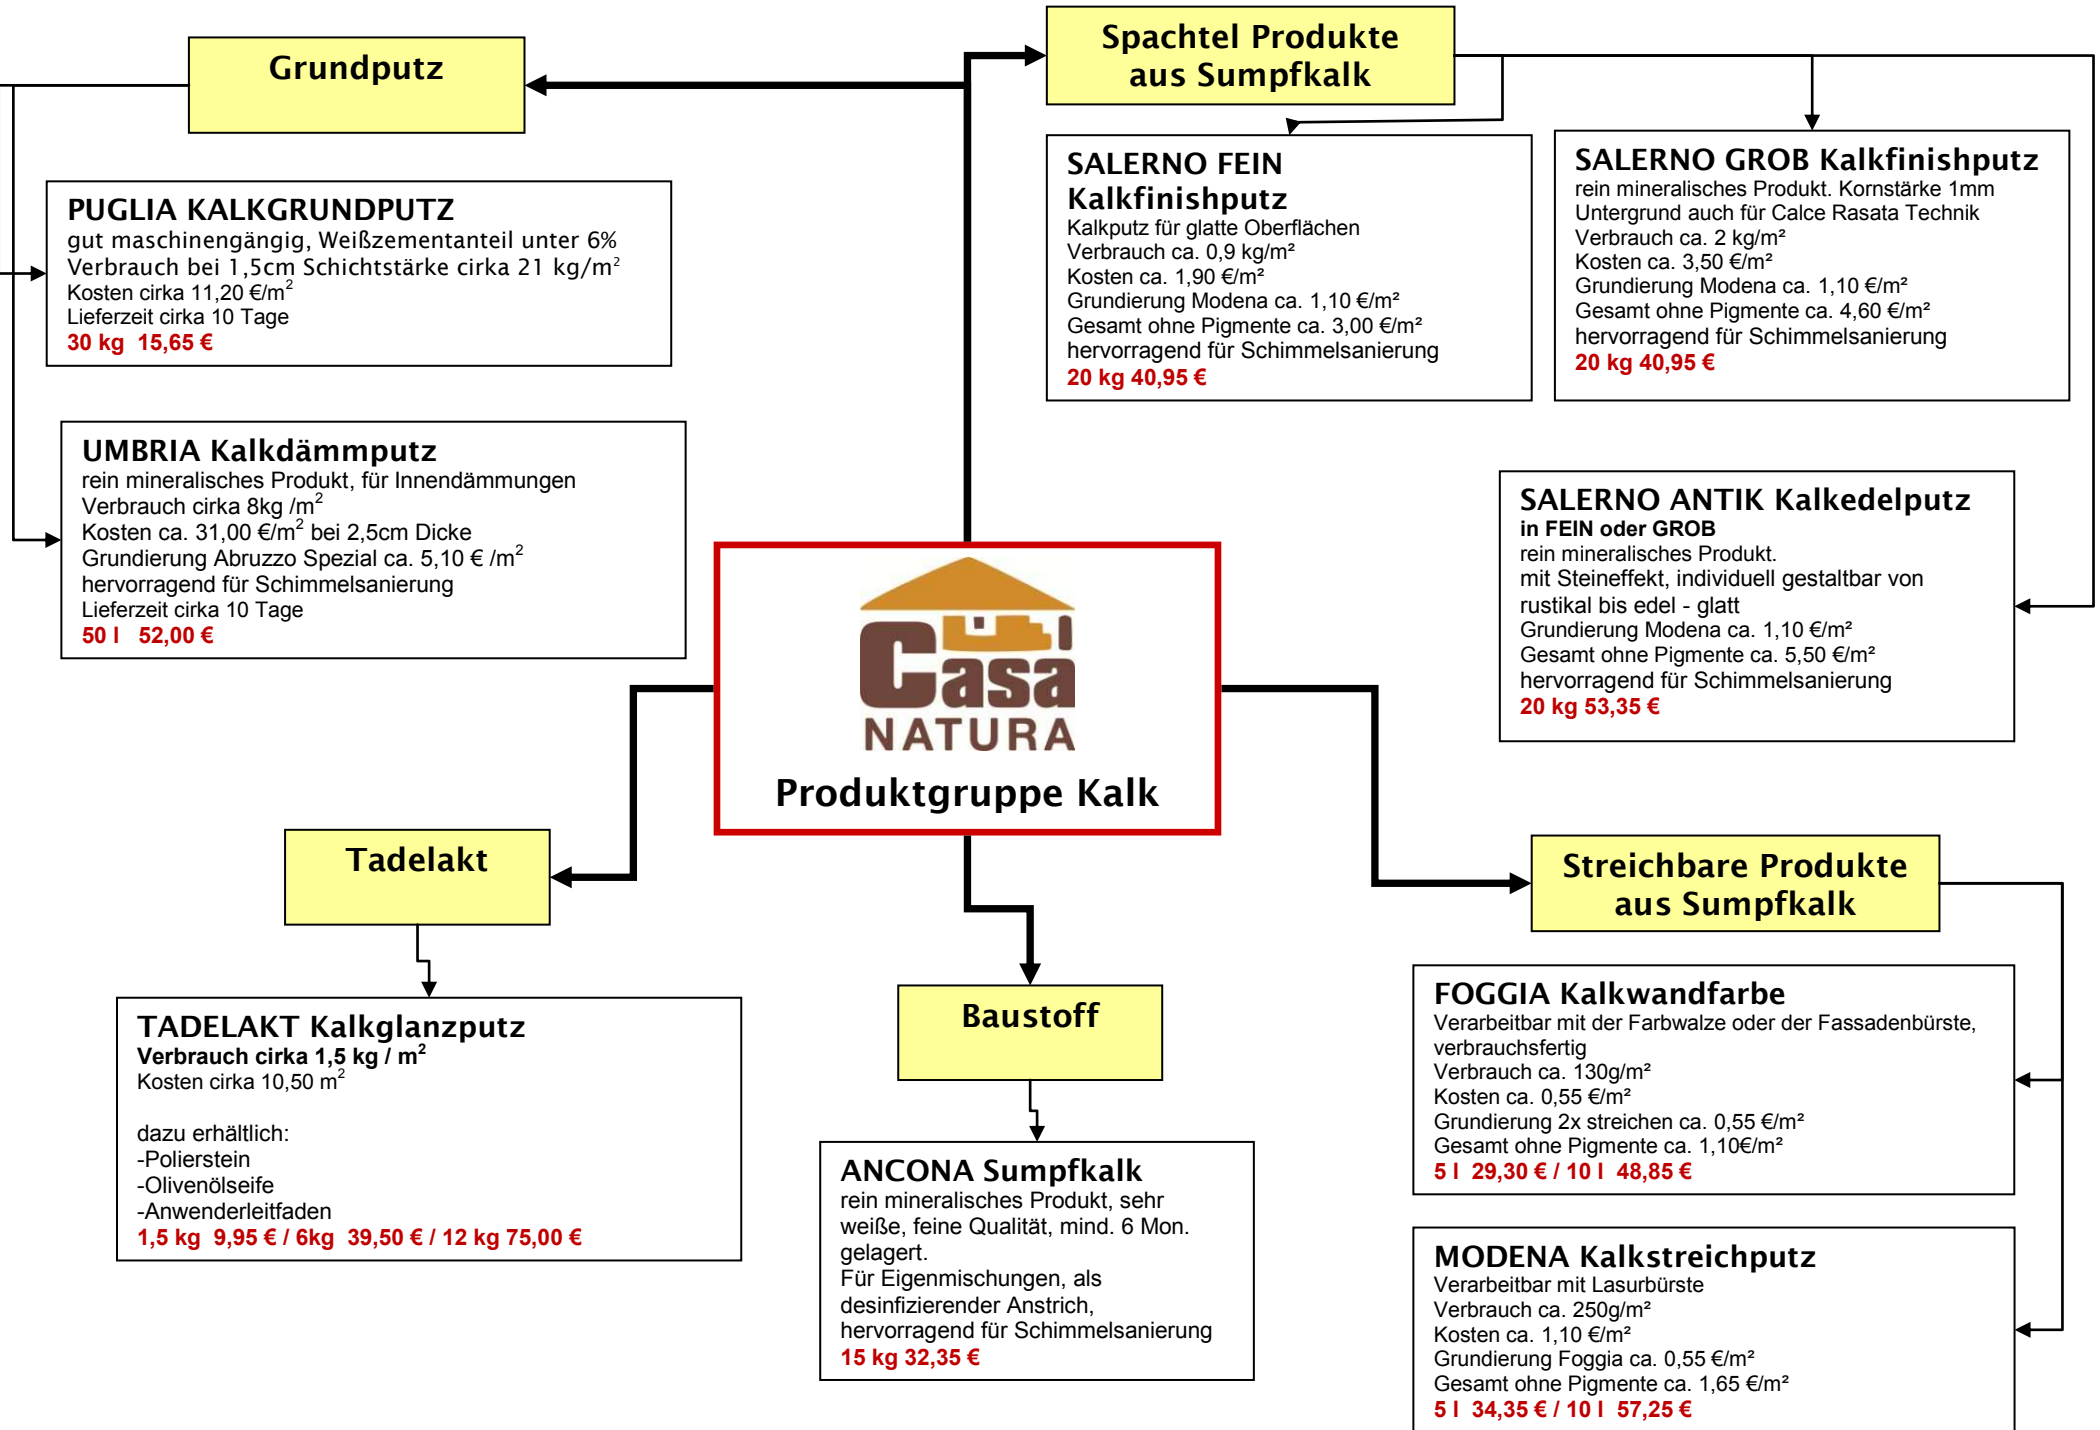 Grundputz
PUGLIA KALKGRUNDPUTZ
gut maschinengängig, Weißzementanteil unter 6%
Verbrauch bei 1,5cm Schichtstärke cirka 21 kg/m²
Kosten cirka 11,20 €/m²
Lieferzeit cirka 10 Tage
30 kg 15,65 €
UMBRIA Kalkdämmputz
rein mineralisches Produkt, für Innendämmungen
Verbrauch cirka 8kg /m²
Kosten ca. 31,00 €/m² bei 2,5cm Dicke
Grundierung Abruzzo Spezial ca. 5,10 € /m²
hervorragend für Schimmelsanierung
Lieferzeit cirka 10 Tage
50 l 52,00 €
Spachtel Produkte
aus Sumpfkalk
SALERNO FEIN
Kalkfinishputz
Kalkputz für glatte Oberflächen
Verbrauch ca. 0,9 kg/m²
Kosten ca. 1,90 €/m²
Grundierung Modena ca. 1,10 €/m²
Gesamt ohne Pigmente ca. 3,00 €/m²
hervorragend für Schimmelsanierung
20 kg 40,95 €
SALERNO GROB Kalkfinishputz
rein mineralisches Produkt. Kornstärke 1mm
Untergrund auch für Calce Rasata Technik
Verbrauch ca. 2 kg/m²
Kosten ca. 3,50 €/m²
Grundierung Modena ca. 1,10 €/m²
Gesamt ohne Pigmente ca. 4,60 €/m²
hervorragend für Schimmelsanierung
20 kg 40,95 €
SALERNO ANTIK Kalkedelputz
in FEIN oder GROB
rein mineralisches Produkt.
mit Steineffekt, individuell gestaltbar von
rustikal bis edel - glatt
Grundierung Modena ca. 1,10 €/m²
Gesamt ohne Pigmente ca. 5,50 €/m²
hervorragend für Schimmelsanierung
20 kg 53,35 €
Casa
NATURA
Produktgruppe Kalk
Tadelakt
TADELAKT Kalkglanzputz
Verbrauch cirka 1,5 kg / m²
Kosten cirka 10,50 m²
dazu erhältlich:
-Polierstein
-Olivenölseife
-Anwenderleitfaden
1,5 kg 9,95 € / 6kg 39,50 € / 12 kg 75,00 €
Baustoff
ANCONA Sumpfkalk
rein mineralisches Produkt, sehr
weiße, feine Qualität, mind. 6 Mon.
gelagert.
Für Eigenmischungen, als
desinfizierender Anstrich,
hervorragend für Schimmelsanierung
15 kg 32,35 €
Streichbare Produkte
aus Sumpfkalk
FOGGIA Kalkwandfarbe
Verarbeitbar mit der Farbwalze oder der Fassadenbürste,
verbrauchsfertig
Verbrauch ca. 130g/m²
Kosten ca. 0,55 €/m²
Grundierung 2x streichen ca. 0,55 €/m²
Gesamt ohne Pigmente ca. 1,10€/m²
5 l 29,30 € / 10 l 48,85 €
MODENA Kalkstreichputz
Verarbeitbar mit Lasurbürste
Verbrauch ca. 250g/m²
Kosten ca. 1,10 €/m²
Grundierung Foggia ca. 0,55 €/m²
Gesamt ohne Pigmente ca. 1,65 €/m²
5 l 34,35 € / 10 l 57,25 €